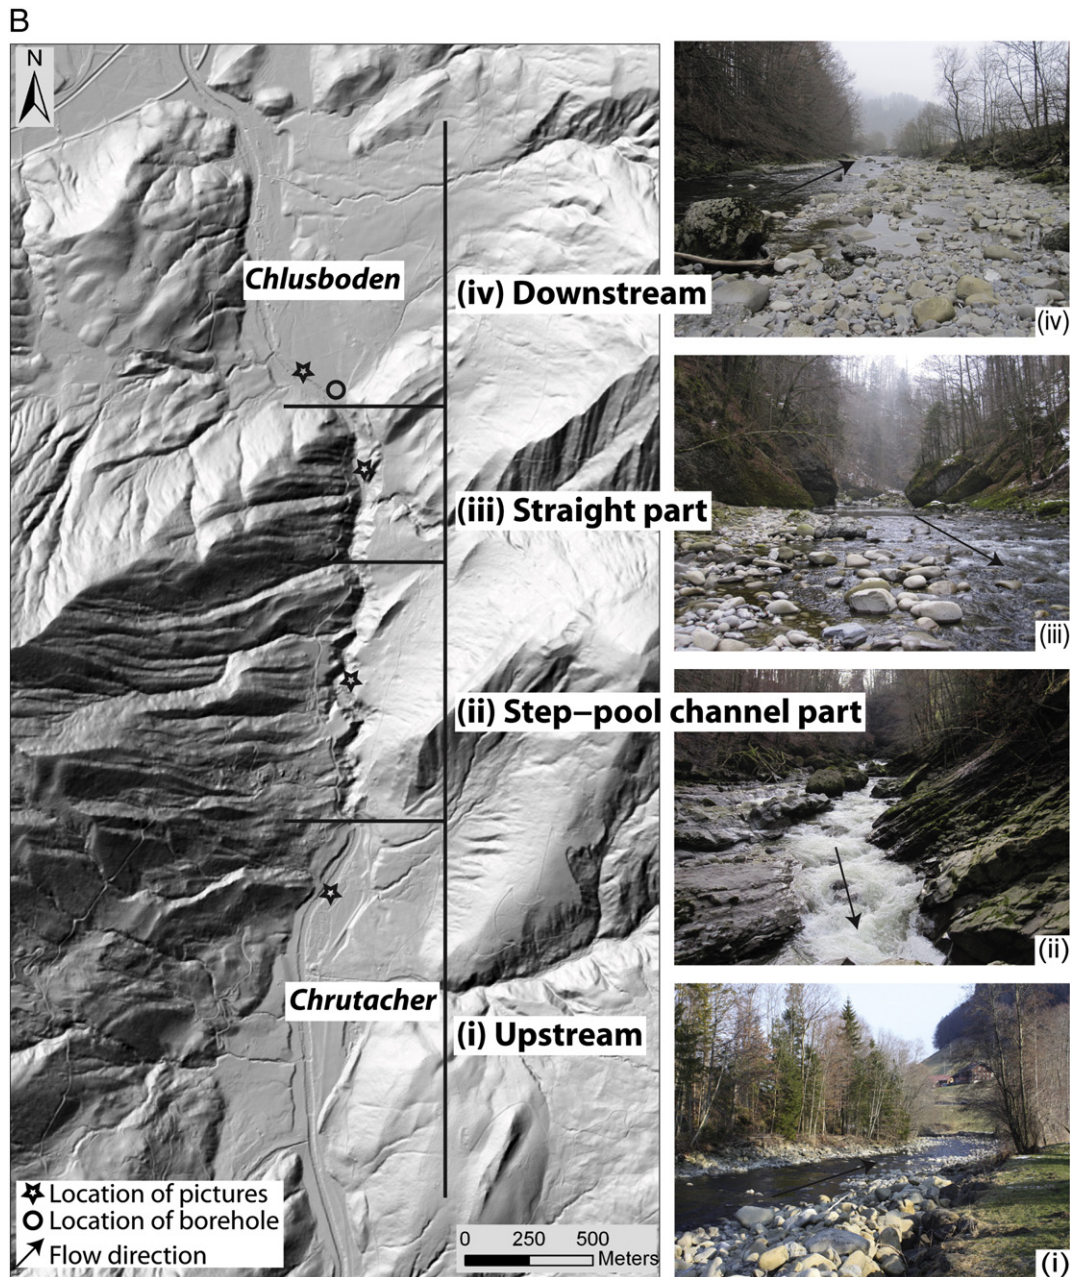 B
N
Chlusboden
(iv) Downstream
(iv)
(iii) Straight part
(iii)
(ii) Step–pool channel part
(ii)
Chrutacher
(i) Upstream
(i)
Location of pictures
Location of borehole
Flow direction
0 250 500
Meters